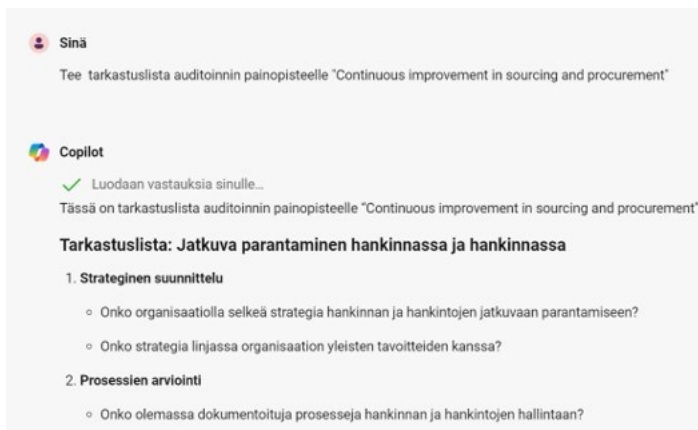 Sinä
Tee tarkastuslista auditoinnin painopisteelle "Continuous improvement in sourcing and procurement"
Copilot
Luodaan vastauksia sinulle...
Tässä on tarkastuslista auditoinnin painopisteelle "Continuous improvement in sourcing and procurement"
Tarkastuslista: Jatkuva parantaminen hankinnassa ja hankinnassa
1. Strateginen suunnittelu
◦ Onko organisaatiolla selkeä strategia hankinnan ja hankintojen jatkuvaan parantamiseen?
◦ Onko strategia linjassa organisaation yleisten tavoitteiden kanssa?
2. Prosessien arviointi
◦ Onko olemassa dokumentoituja prosesseja hankinnan ja hankintojen hallintaan?